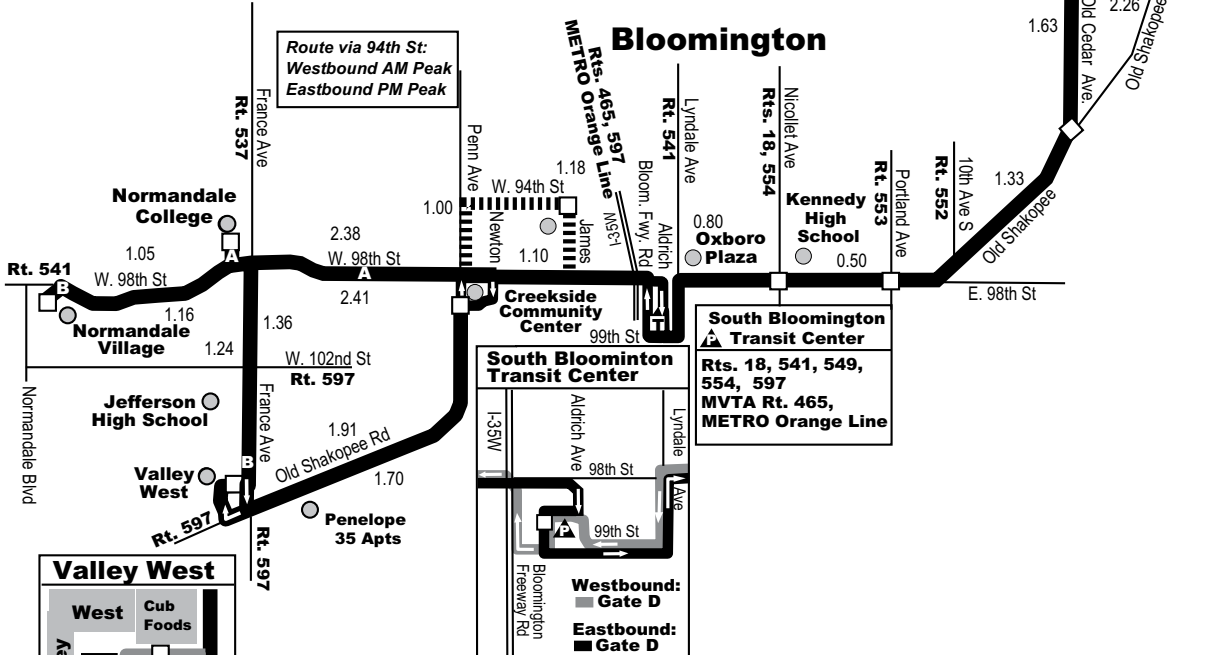 Bloomington
Route via 94th St:
Westbound AM Peak
Eastbound PM Peak
France Ave
Rt. 537
Penn Ave
Rts. 465, 597
METRO Orange Line
Rt. 541
Lyndale Ave
Rts. 18, 554
Nicollet Ave
1.63
Old Cedar Ave.
2.26
Old Shakopee
Normandale
College
A
1.00
W. 94th St
1.18
Newton
James
I-35W
Bloom. Fwy. Rd
Aldrich
0.80
Oxboro
Plaza
Kennedy
High
School
0.50
Rt. 553
Portland Ave
Rt. 552
10th Ave S
1.33
Old Shakopee
E. 98th St
Rt. 541
B
1.05
W. 98th St
1.16
Normandale
Village
2.38
W. 98th St
A
2.41
1.10
Creekside
Community
Center
T
99th St
1.36
1.24
W. 102nd St
Rt. 597
France Ave
Normandale Blvd
Jefferson
High School
B
Valley
West
1.91
Old Shakopee Rd
1.70
Rt. 597
Rt. 597
Penelope
35 Apts
South Bloomington
P
Transit Center
Rts. 18, 541, 549,
554, 597
MVTA Rt. 465,
METRO Orange Line
South Bloominton
Transit Center
I-35W
Aldrich Ave
Lyndale
Ave
98th St
P
99th St
Bloomington
Freeway Rd
Westbound:
Gate D
Eastbound:
Gate D
Valley West
West
Cub
Foods